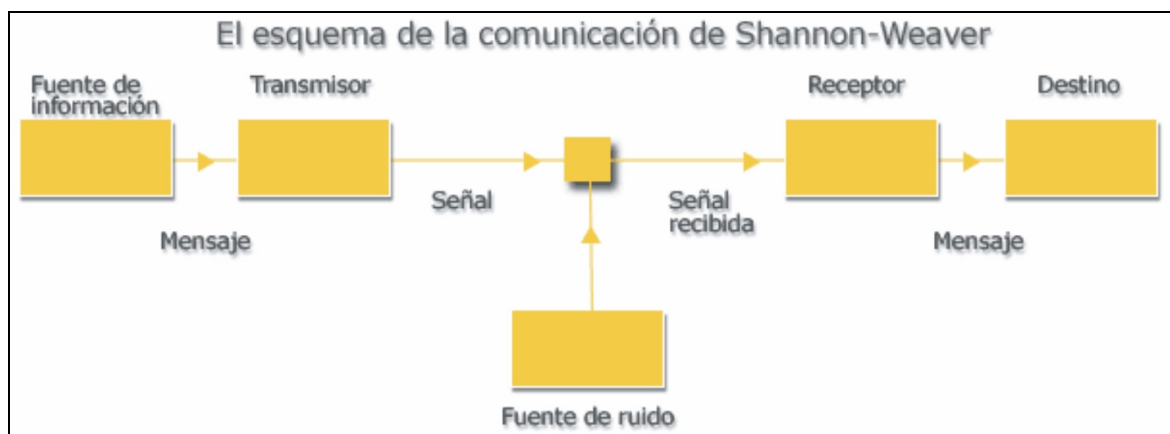 El esquema de la comunicación de Shannon-Weaver
Fuente de
información
Transmisor
Receptor
Destino
Mensaje
Señal
Señal
recibida
Mensaje
Fuente de ruido